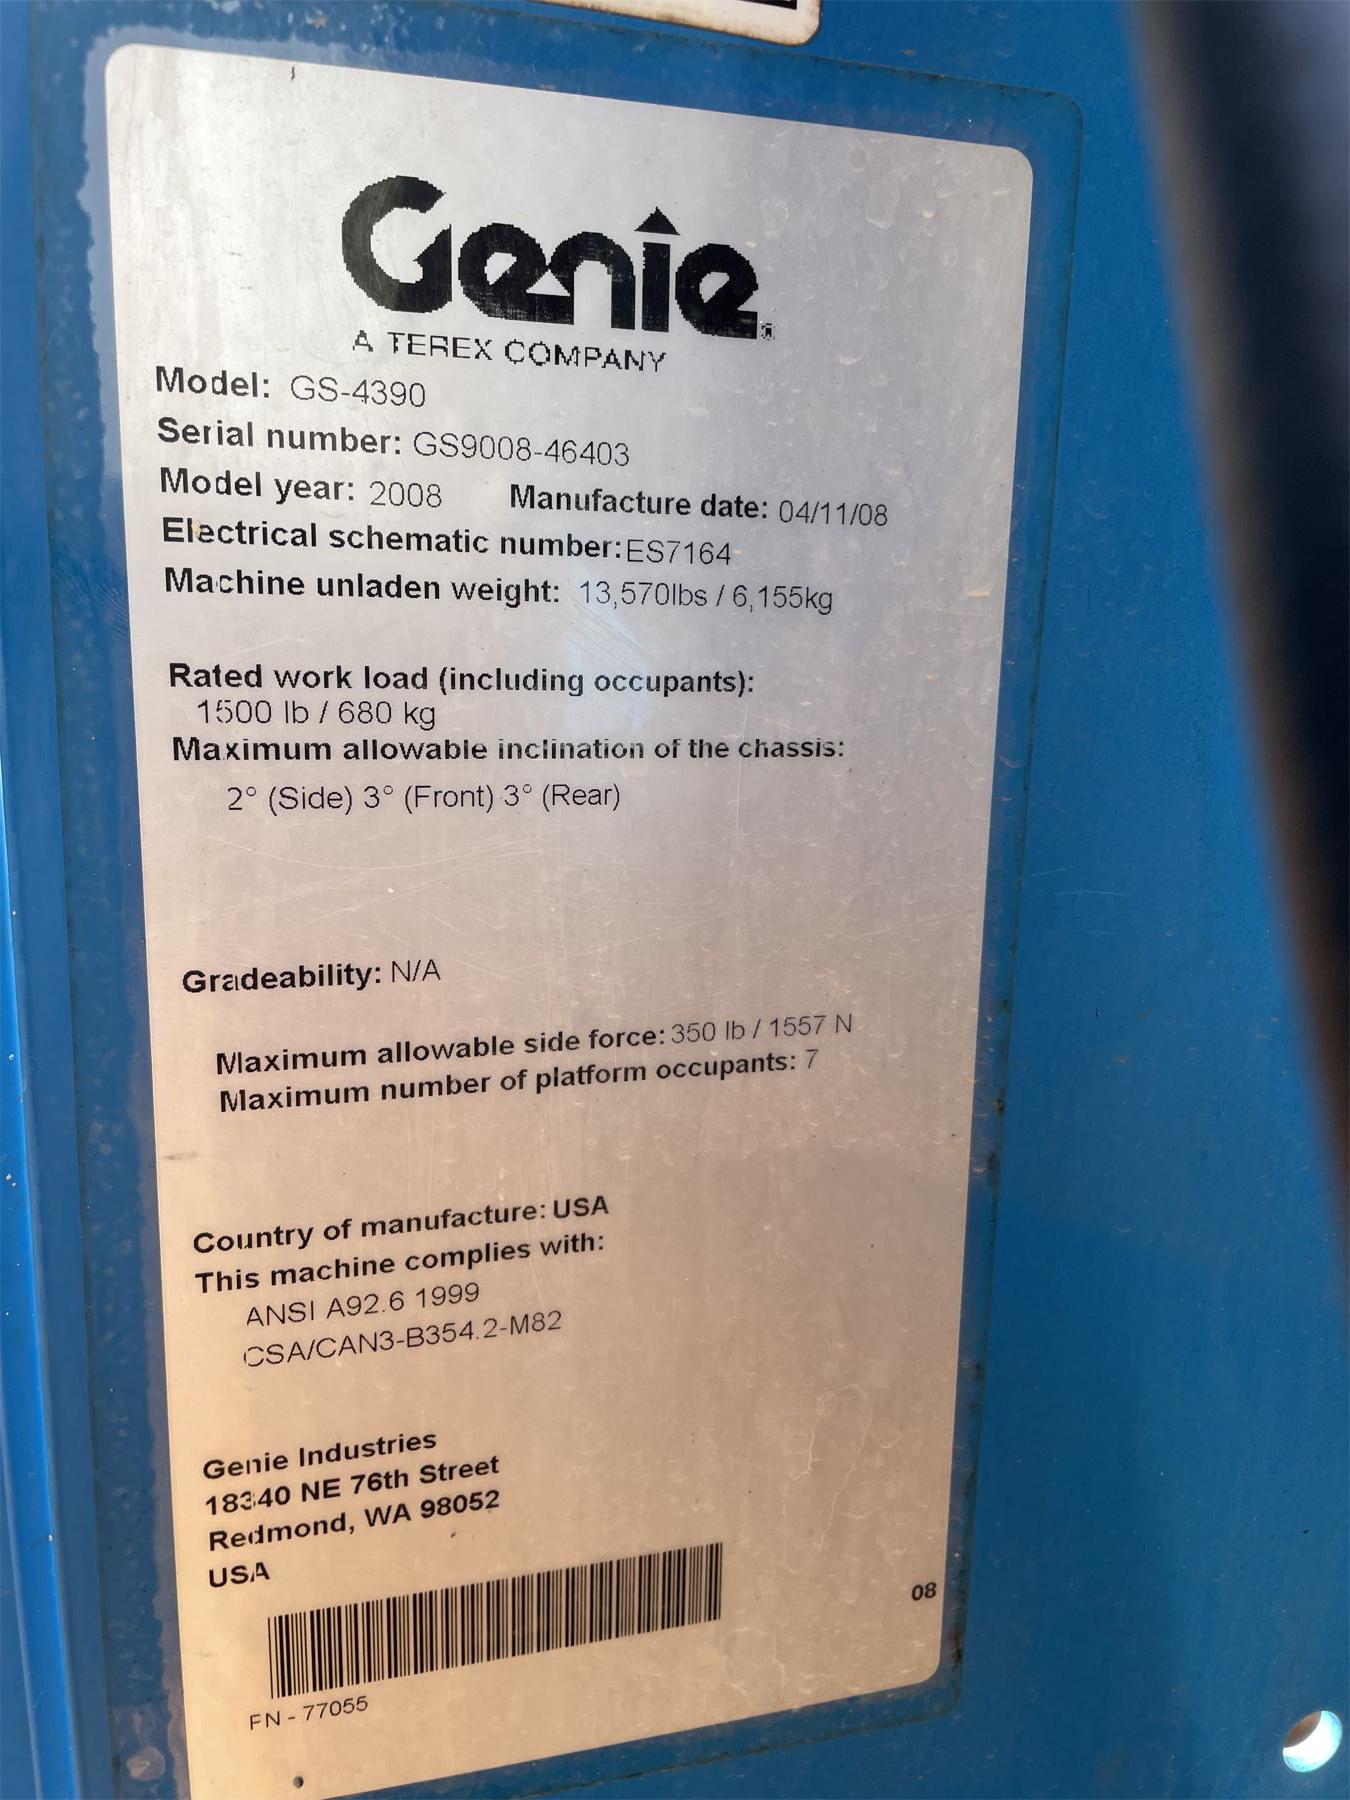 Genie
A TEREX COMPANY
Model: GS-4390
Serial number: GS9008-46403
Model year: 2008 Manufacture date: 04/11/08
Electrical schematic number: ES7164
Machine unladen weight: 13,570lbs / 6,155kg
Rated work load (including occupants):
1500 lb / 680 kg
Maximum allowable inclination of the chassis:
2° (Side) 3° (Front) 3° (Rear)
Gradeability: N/A
Maximum allowable side force: 350 lb / 1557 N
Maximum number of platform occupants: 7
Country of manufacture: USA
This machine complies with:
ANSI A92.6 1999
CSA/CAN3-B354.2-M82
Genie Industries
18340 NE 76th Street
Redmond, WA 98052
USA
08
FN - 77055